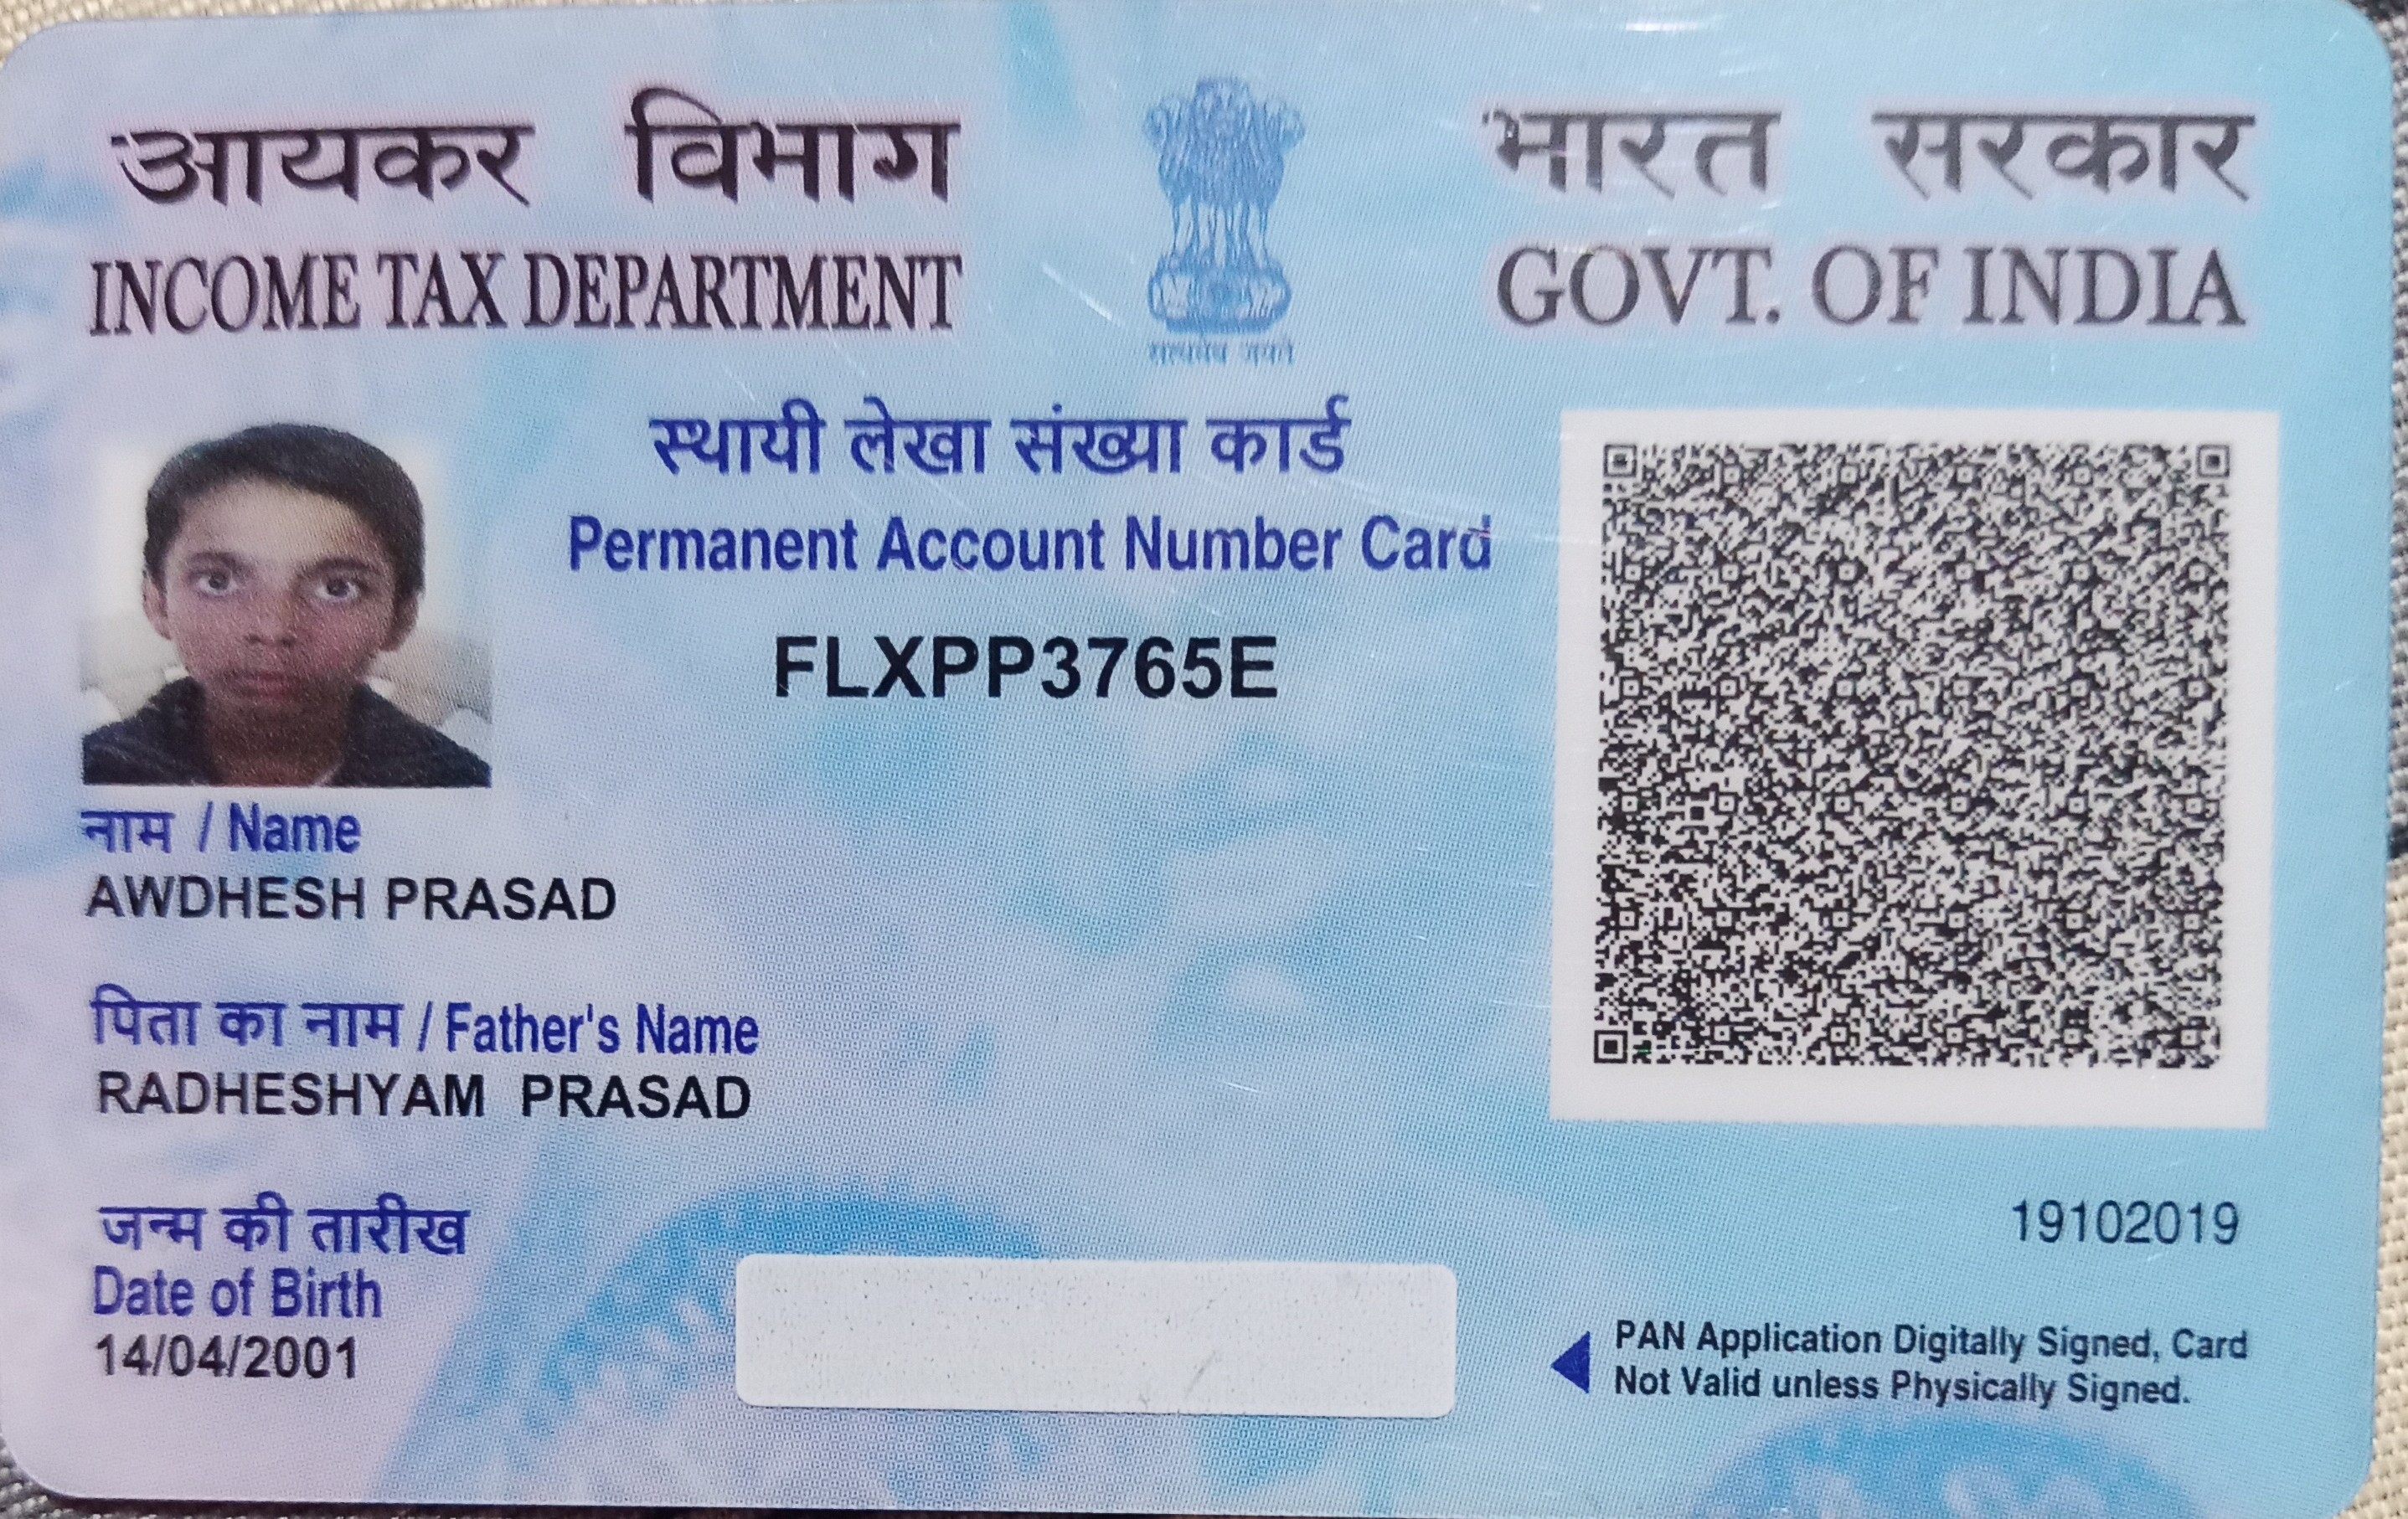 आयकर विभाग
INCOME TAX DEPARTMENT
सत्यमेव जयते
भारत सरकार
GOVT. OF INDIA
स्थायी लेखा संख्या कार्ड
Permanent Account Number Card
FLXPP3765E
नाम / Name
AWDHESH PRASAD
पिता का नाम / Father's Name
RADHESHYAM PRASAD
जन्म की तारीख
Date of Birth
14/04/2001
19102019
PAN Application Digitally Signed, Card
Not Valid unless Physically Signed.